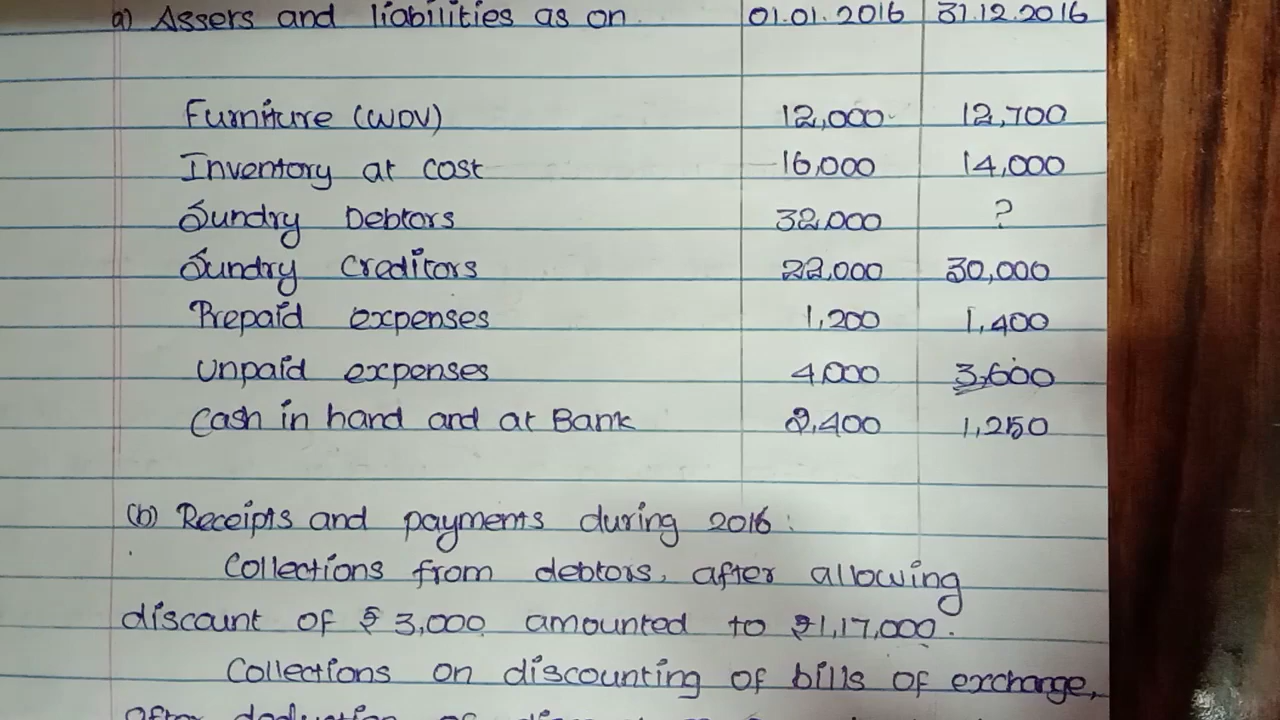 a) Assers and liabilities as on 01.01.2016 31.12.2016
Furniture (WDV) 12,000 12,700
Inventory at cost 16,000 14,000
Sundry Debtors 32,000 ?
Sundry Creditors 22,000 30,000
Prepaid expenses 1,200 1,400
Unpaid expenses 4,000 3,600
Cash in hand and at Bank 2,400 1,250
(b) Receipts and payments during 2016:
Collections from debtors, after allowing
discount of ₹ 3,000 amounted to ₹1,17,000.
Collections on discounting of bills of exchange,
After deduction of